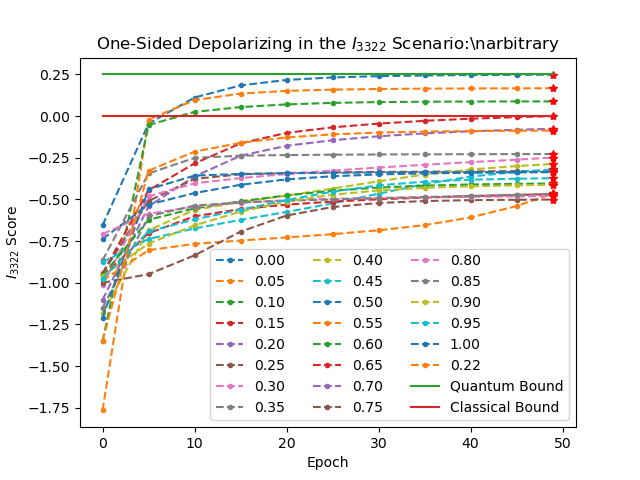 One-Sided Depolarizing in the I3322 Scenario:\narbitrary
I3322 Score
0.25
0.00
−0.25
−0.50
−0.75
−1.00
−1.25
−1.50
−1.75
0.00 0.40 0.80
0.05 0.45 0.85
0.10 0.50 0.90
0.15 0.55 0.95
0.20 0.60 1.00
0.25 0.65 0.22
0.30 0.70 Quantum Bound
0.35 0.75 Classical Bound
0 10 20 30 40 50
Epoch